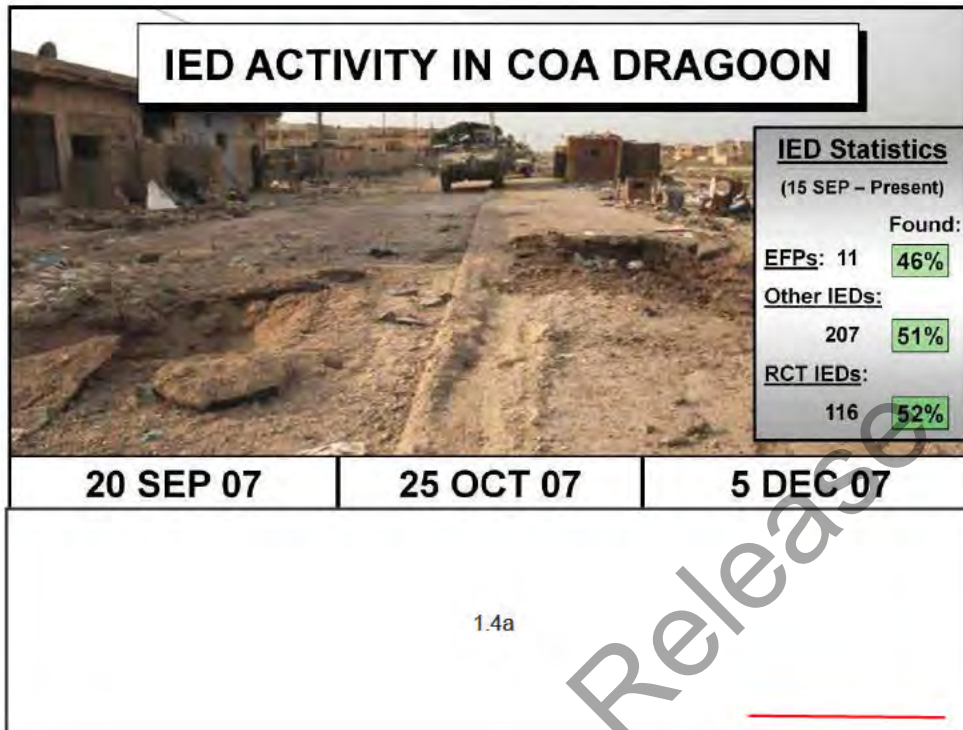 IED ACTIVITY IN COA DRAGOON
IED Statistics
(15 SEP – Present)
Found:
EFPs: 11 46%
Other IEDs:
207 51%
RCT IEDs:
116 52%
20 SEP 07 25 OCT 07 5 DEC 07
1.4a
Release